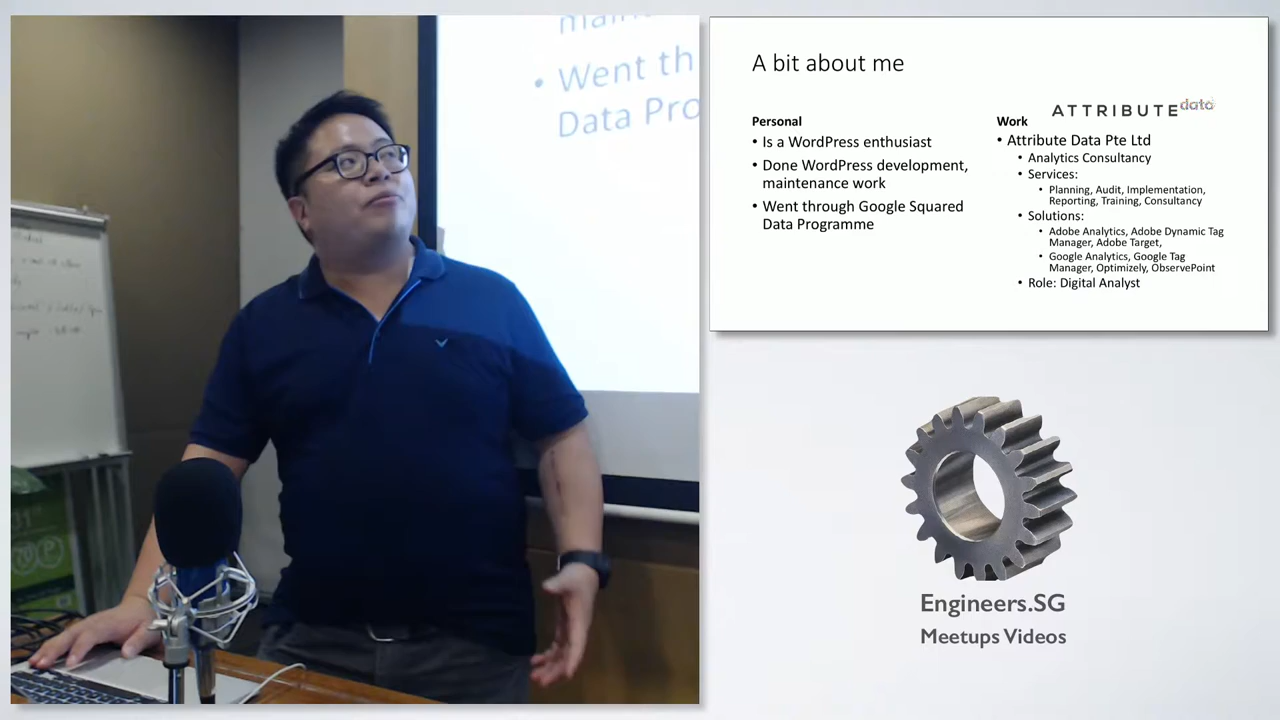 Went th
Data Pro
A bit about me
ATTRIBUTE data
Personal
• Is a WordPress enthusiast
• Done WordPress development,
maintenance work
• Went through Google Squared
Data Programme
Work
• Attribute Data Pte Ltd
• Analytics Consultancy
• Services:
• Planning, Audit, Implementation,
Reporting, Training, Consultancy
• Solutions:
• Adobe Analytics, Adobe Dynamic Tag
Manager, Adobe Target,
• Google Analytics, Google Tag
Manager, Optimizely, ObservePoint
• Role: Digital Analyst
Engineers.SG
Meetups Videos